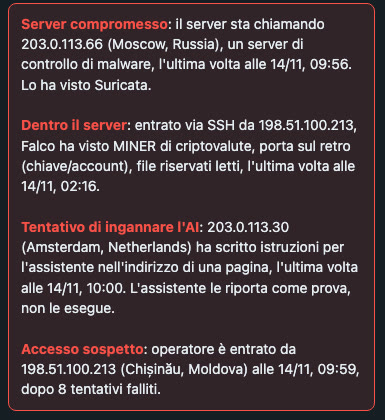 Server compromesso: il server sta chiamando
203.0.113.66 (Moscow, Russia), un server di
controllo di malware, l'ultima volta alle 14/11, 09:56.
Lo ha visto Suricata.
Dentro il server: entrato via SSH da 198.51.100.213,
Falco ha visto MINER di criptovalute, porta sul retro
(chiave/account), file riservati letti, l'ultima volta alle
14/11, 02:16.
Tentativo di ingannare l'AI: 203.0.113.30
(Amsterdam, Netherlands) ha scritto istruzioni per
l'assistente nell'indirizzo di una pagina, l'ultima volta
alle 14/11, 10:00. L'assistente le riporta come prova,
non le esegue.
Accesso sospetto: operatore è entrato da
198.51.100.213 (Chișinău, Moldova) alle 14/11, 09:59,
dopo 8 tentativi falliti.